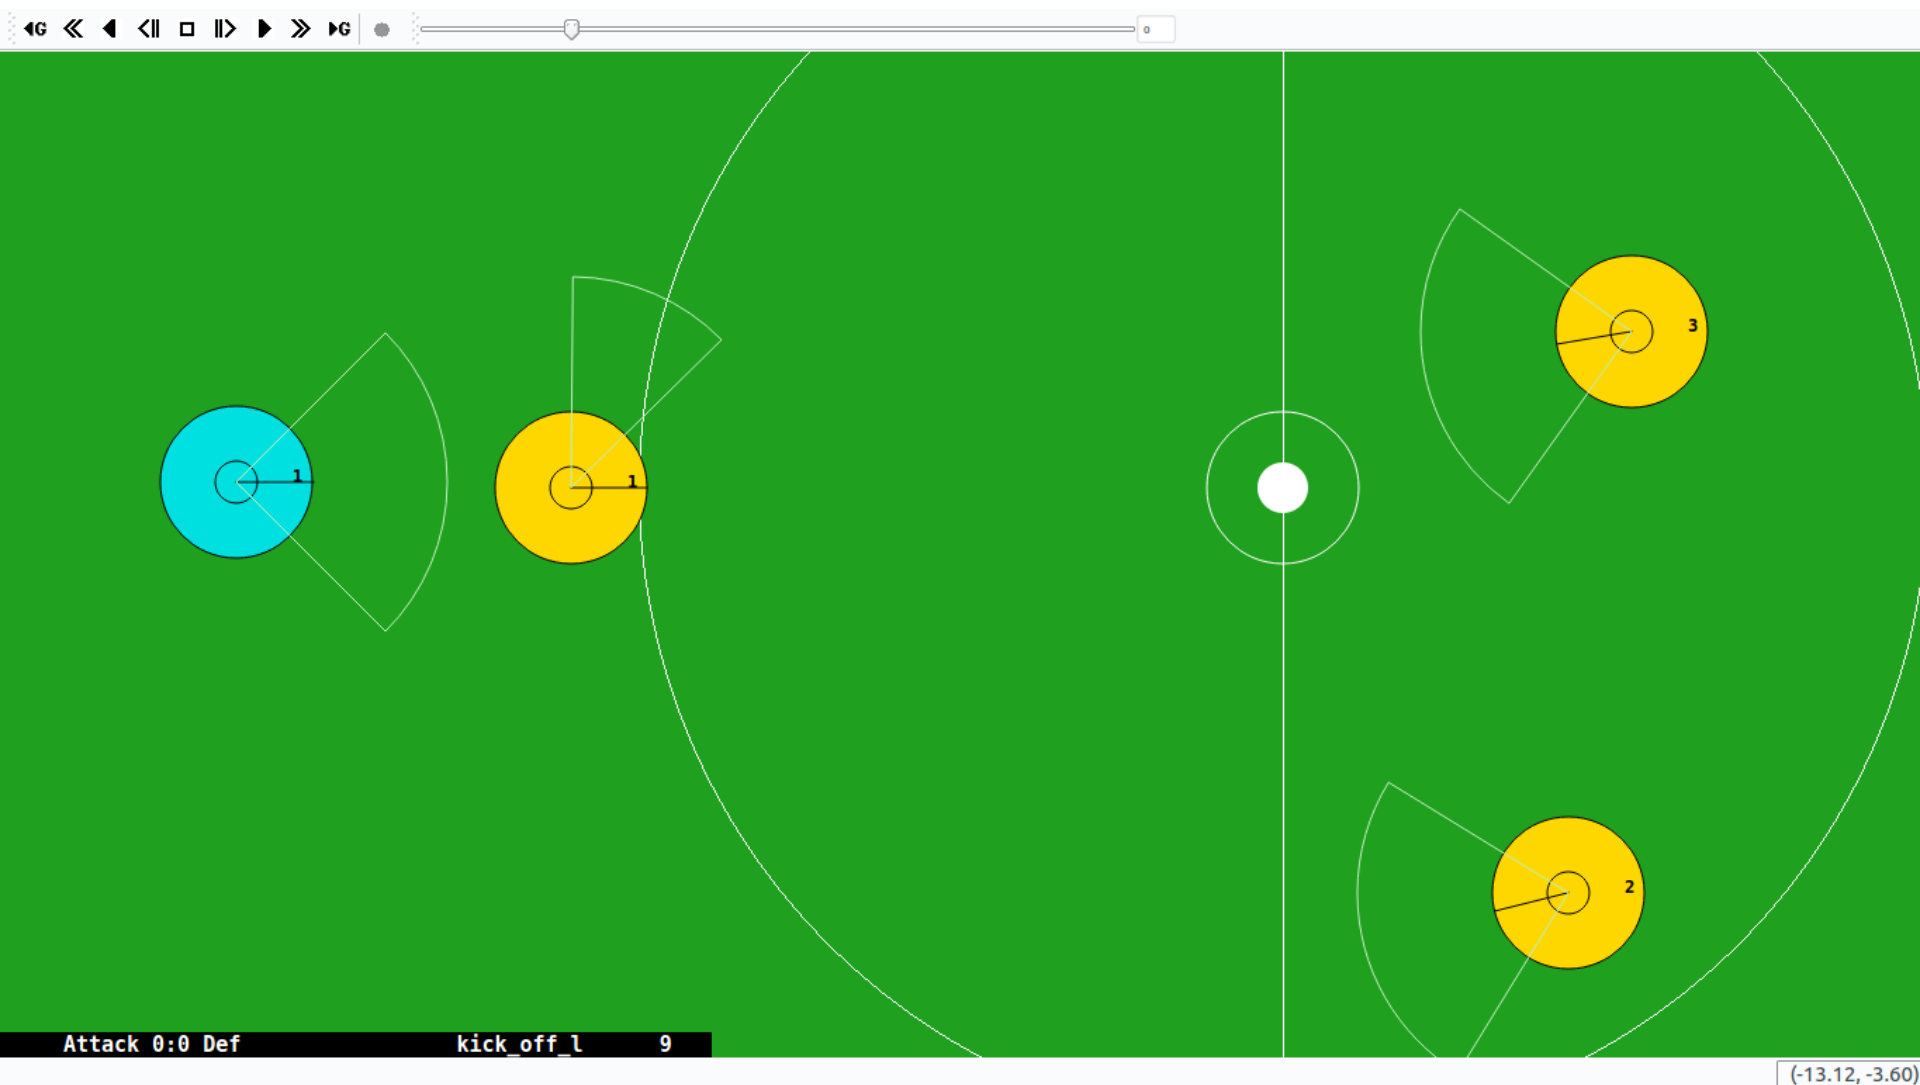 G G 0
3
1 1
2
Attack 0:0 Def kick_off_l 9
(-13.12, -3.60)